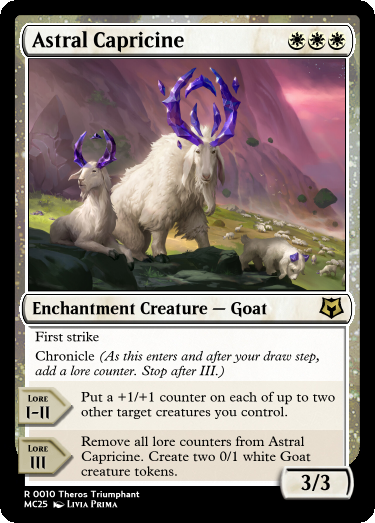 Astral Capricine
Enchantment Creature — Goat
First strike
Chronicle (As this enters and after your draw step,
add a lore counter. Stop after III.)
LORE
I–II
Put a +1/+1 counter on each of up to two
other target creatures you control.
LORE
III
Remove all lore counters from Astral
Capricine. Create two 0/1 white Goat
creature tokens.
3/3
R 0010 Theros Triumphant
MC25 LIVIA PRIMA